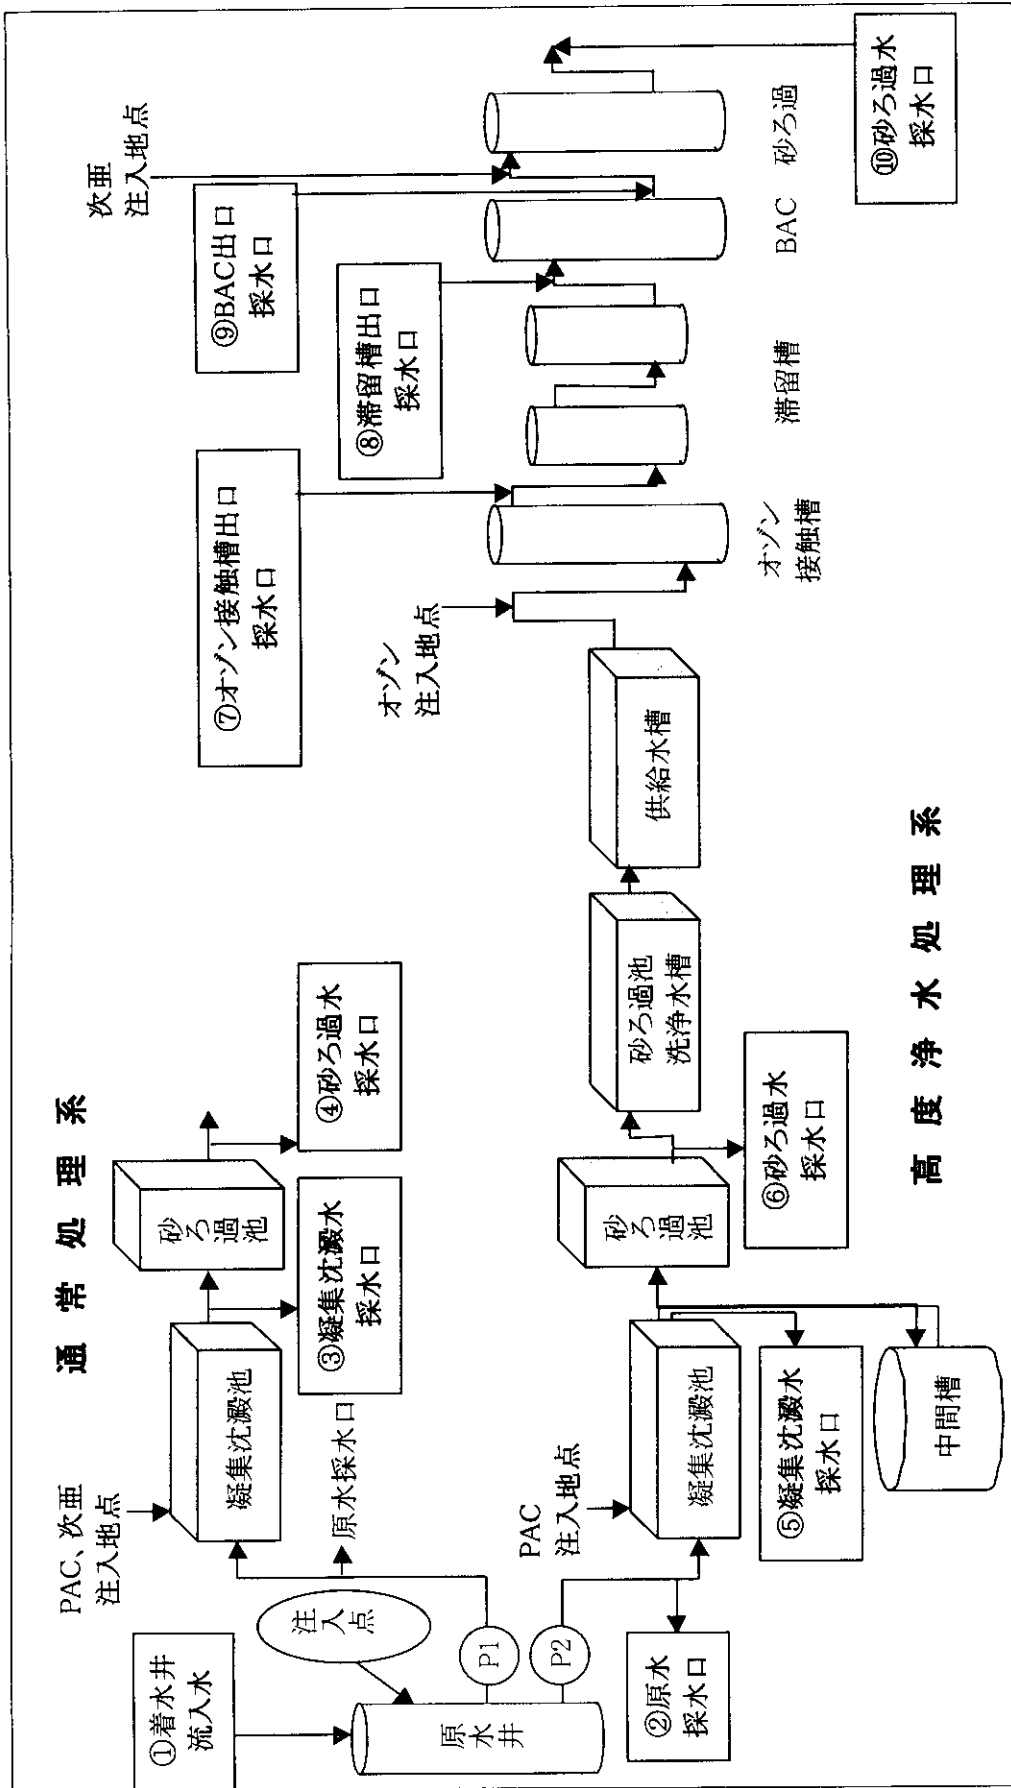 通常処理系
PAC、次亜
注入地点
①着水井
流入水
注入点
原水井
P1
P2
原水採水口
凝集沈澱池
砂ろ過池
③凝集沈澱水
採水口
④砂ろ過水
採水口
②原水
採水口
PAC
注入地点
凝集沈澱池
⑤凝集沈澱水
採水口
中間槽
砂ろ過池
⑥砂ろ過水
採水口
砂ろ過池
洗浄水槽
供給水槽
オゾン
注入地点
⑦オゾン接触槽出口
採水口
オゾン
接触槽
⑧滞留槽出口
採水口
滞留槽
⑨BAC出口
採水口
BAC
次亜
注入地点
砂ろ過
⑩砂ろ過水
採水口
高度浄水処理系